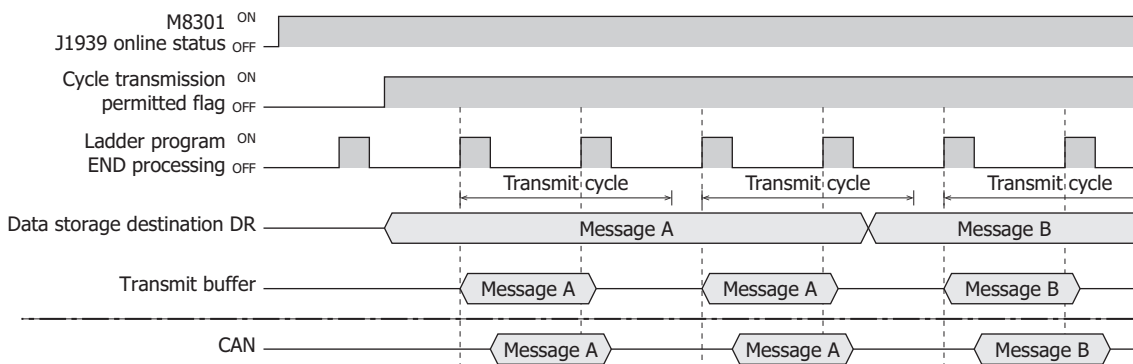 M8301 ON
J1939 online status OFF
Cycle transmission ON
permitted flag OFF
Ladder program ON
END processing OFF
Transmit cycle Transmit cycle Transmit cycle
Data storage destination DR Message A Message B
Transmit buffer Message A Message A Message B
CAN Message A Message A Message B